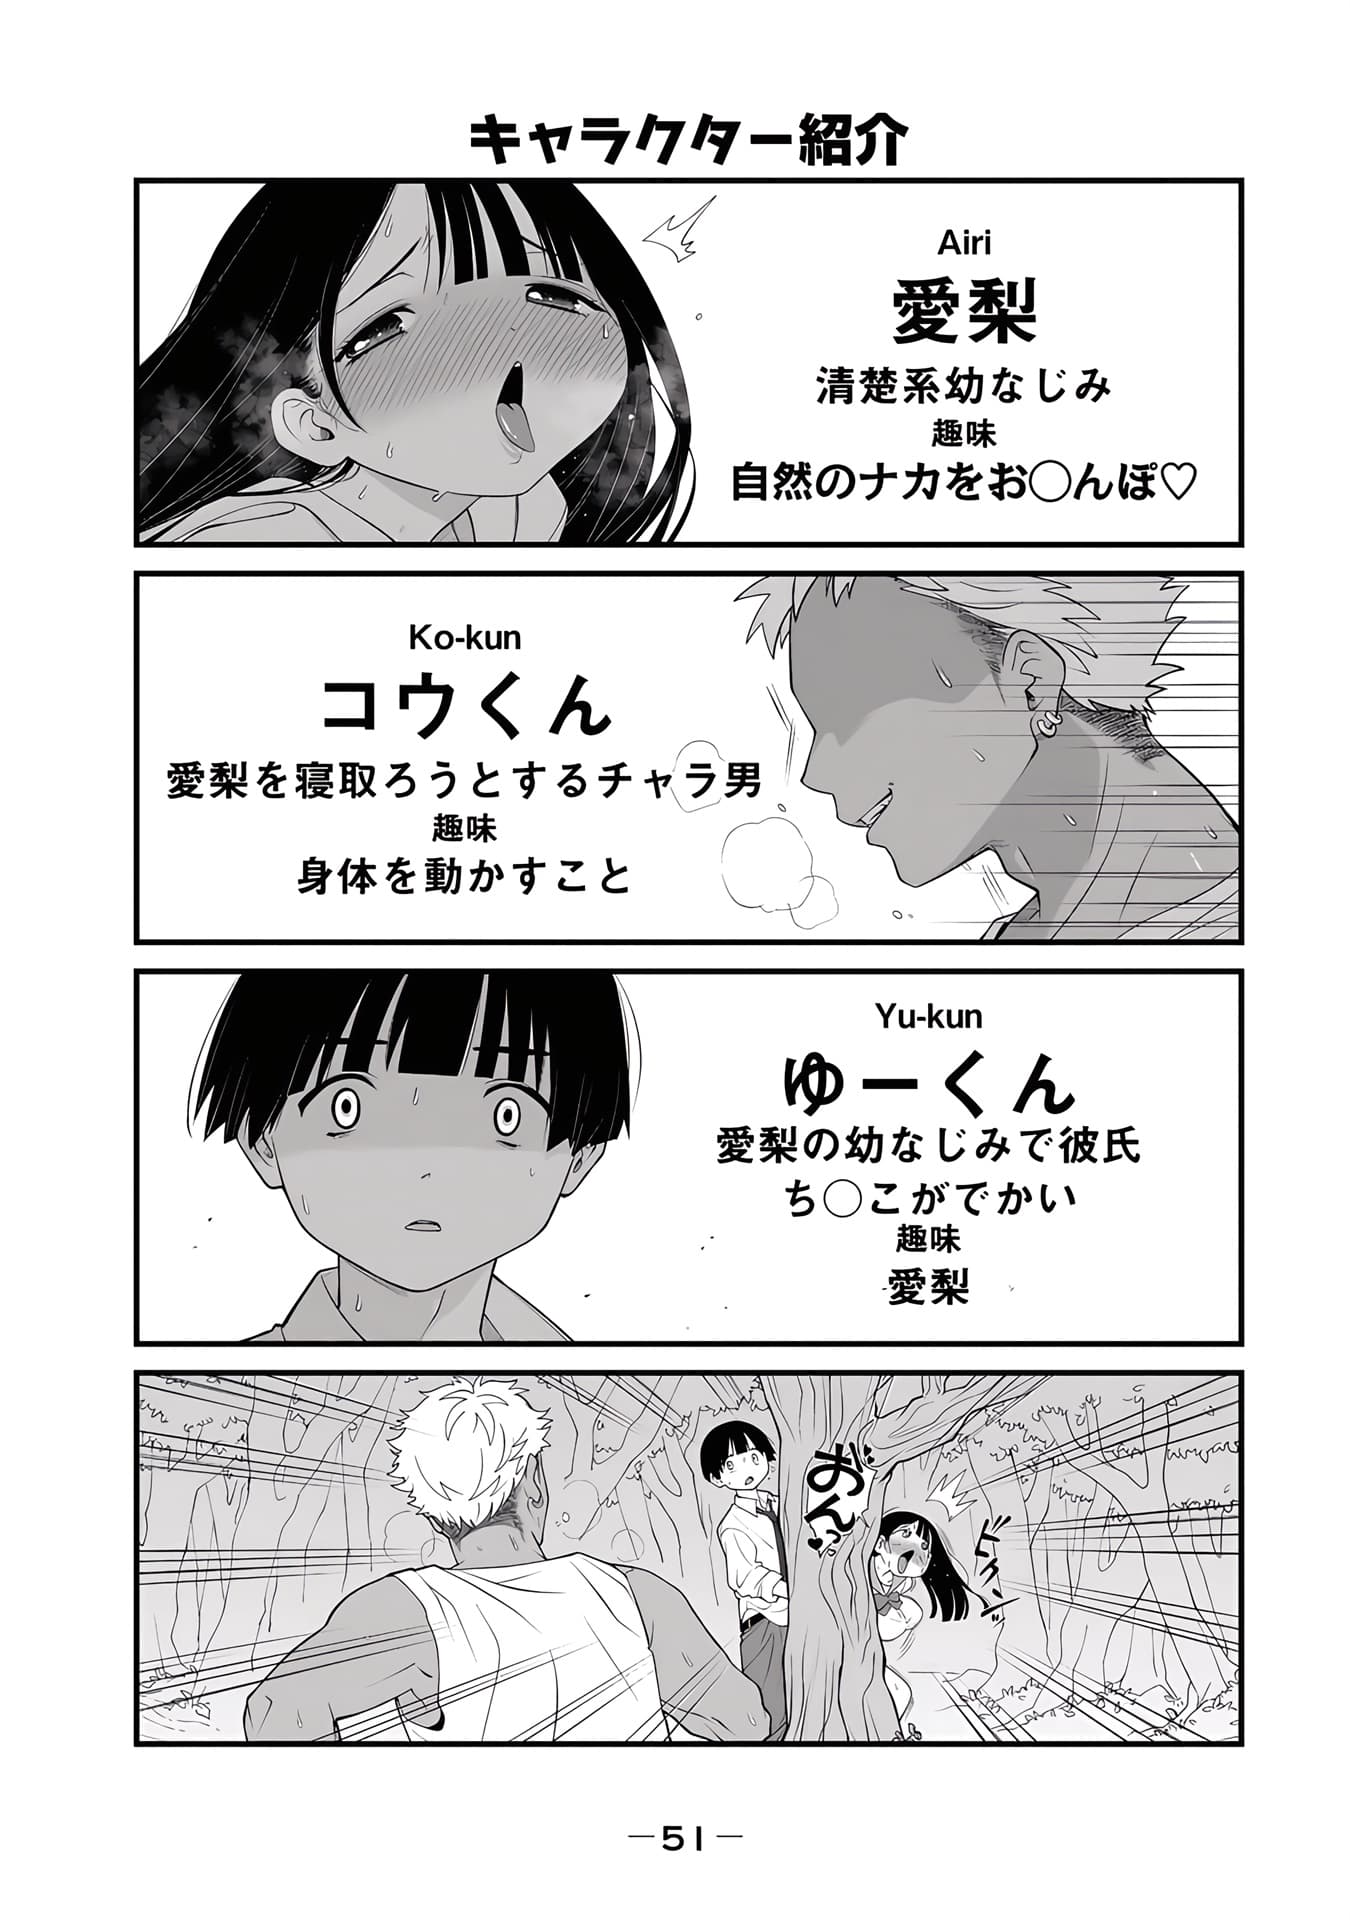 キャラクター紹介
Airi
愛梨
清楚系幼なじみ
趣味
自然のナカをお◯んぽ♡
Ko-kun
コウくん
愛梨を寝取ろうとするチャラ男
趣味
身体を動かすこと
Yu-kun
ゆーくん
愛梨の幼なじみで彼氏
ち◯こがでかい
趣味
愛梨
おんっ♥
ドクン
—51—